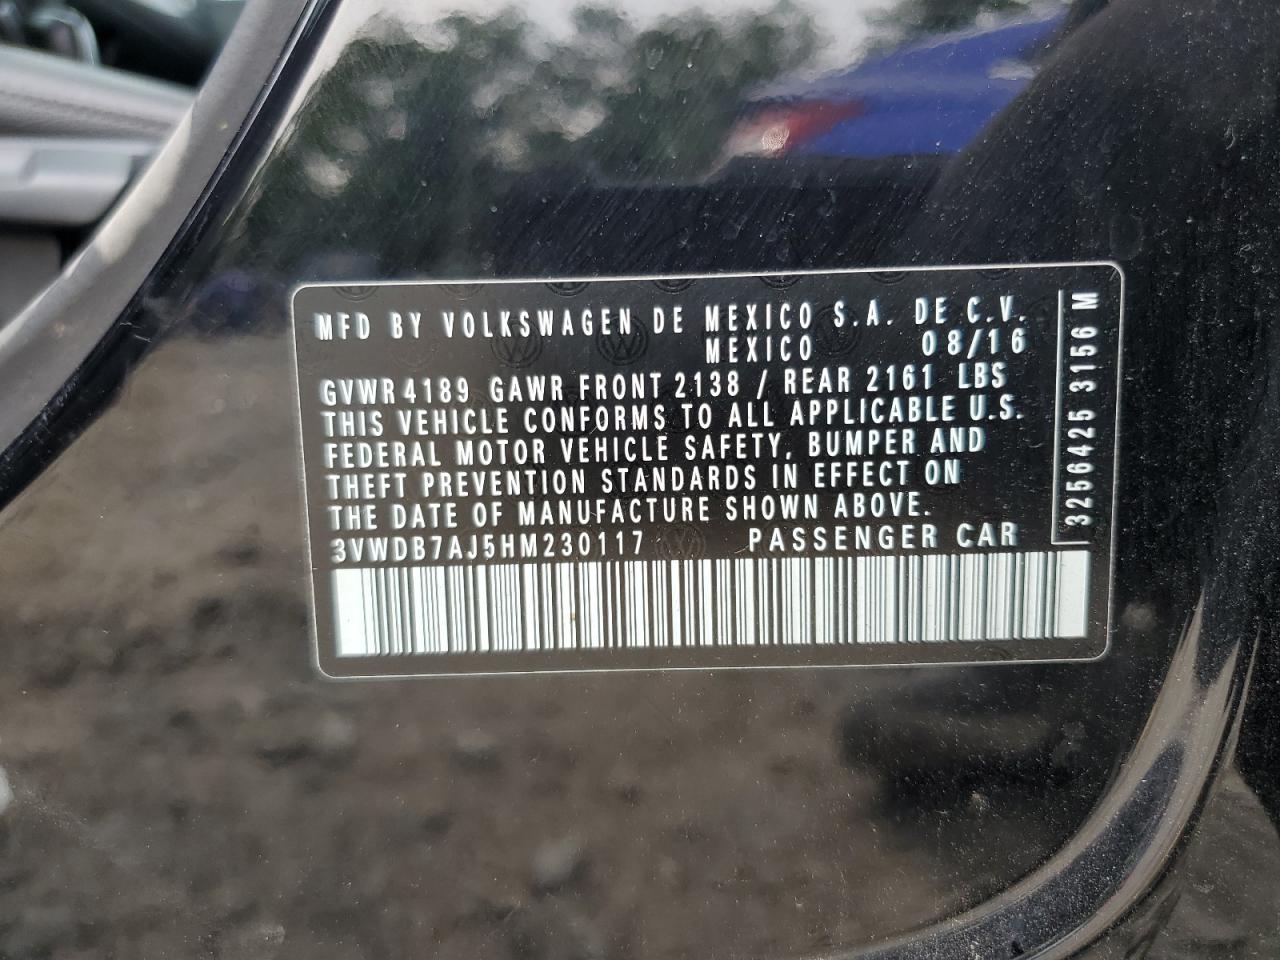 MFD BY VOLKSWAGEN DE MEXICO S.A. DE C.V.
MEXICO 08/16
GVWR 4189 GAWR FRONT 2138 / REAR 2161 LBS
THIS VEHICLE CONFORMS TO ALL APPLICABLE U.S.
FEDERAL MOTOR VEHICLE SAFETY, BUMPER AND
THEFT PREVENTION STANDARDS IN EFFECT ON
THE DATE OF MANUFACTURE SHOWN ABOVE.
3VWDB7AJ5HM230117 PASSENGER CAR
3256425 3156 M